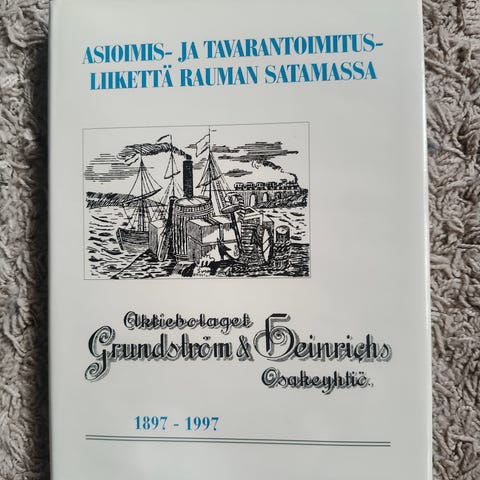 ASIOIMIS- JA TAVARANTOIMITUS-
LIIKETTÄ RAUMAN SATAMASSA
Aktiebolaget
Grundström & Heinrichs
Osakeyhtiö.
1897 - 1997